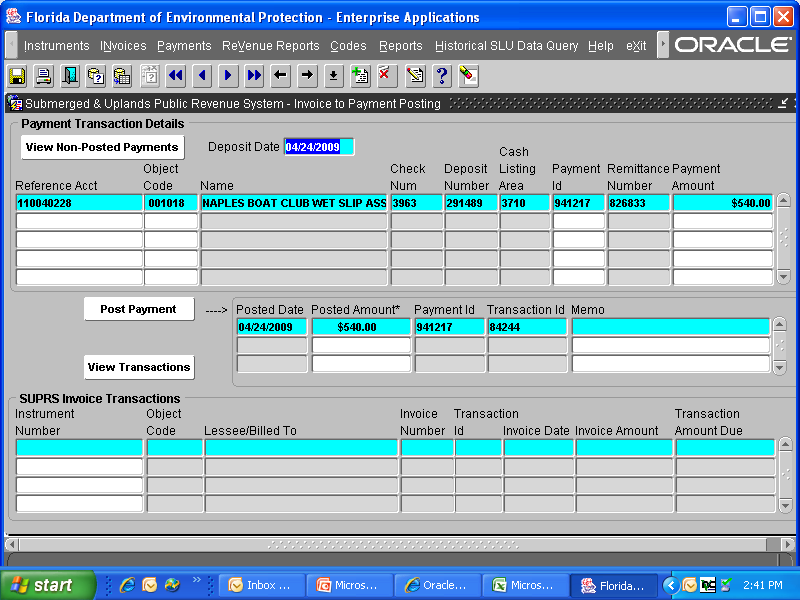 Florida Department of Environmental Protection - Enterprise Applications
Instruments INvoices Payments ReVenue Reports Codes Reports Historical SLU Data Query Help eXit ORACLE
Submerged & Uplands Public Revenue System - Invoice to Payment Posting
Payment Transaction Details
View Non-Posted Payments Deposit Date 04/24/2009
Cash
Object Check Deposit Listing Payment Remittance Payment
Reference Acct Code Name Num Number Area Id Number Amount
110040228 001018 NAPLES BOAT CLUB WET SLIP ASS 3963 291489 3710 941217 826833 $540.00
Post Payment ----> Posted Date Posted Amount* Payment Id Transaction Id Memo
04/24/2009 $540.00 941217 84244
View Transactions
SUPRS Invoice Transactions
Instrument Object Invoice Transaction Transaction
Number Code Lessee/Billed To Number Id Invoice Date Invoice Amount Amount Due
start Inbox ... Micros... Oracle... Micros... Florida... 2:41 PM